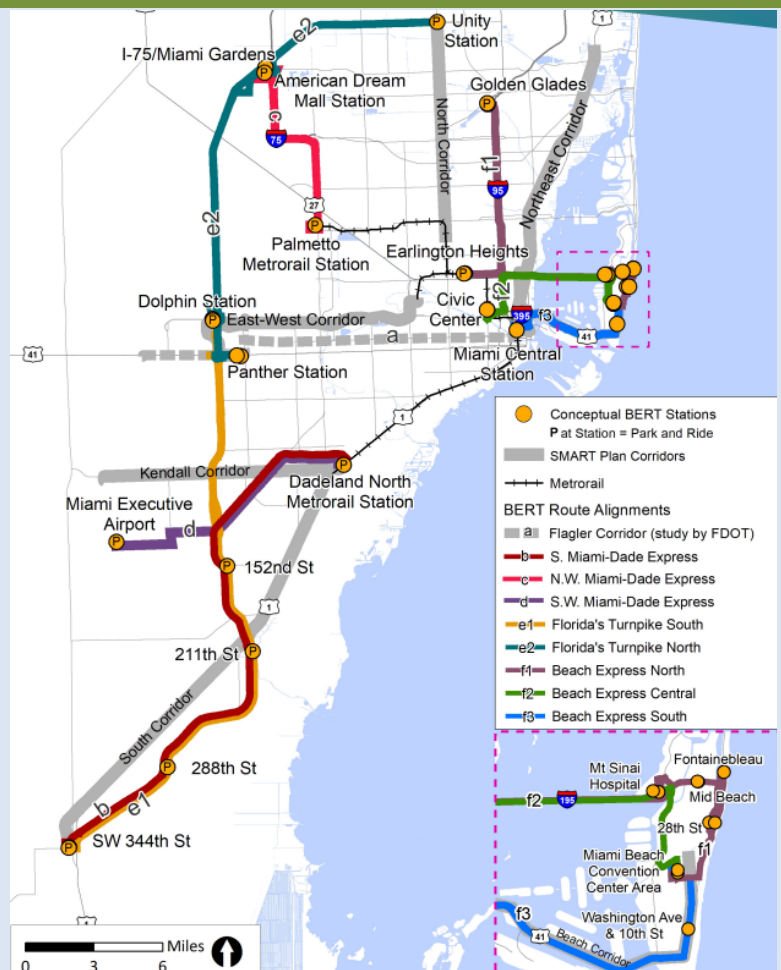 1
e2
Unity
Station
I-75/Miami Gardens
American Dream
Mall Station
P
P
Golden Glades
P
c
75
North Corridor
Northeast Corridor
f1
95
27
e2
P
Palmetto
Metrorail Station
Earlington Heights
P
f2
Civic
Center
395
f3
41
Dolphin Station
P
East-West Corridor
a
41
Panther Station
Miami Central
Station
1
Kendall Corridor
P
Dadeland North
Metrorail Station
Miami Executive
Airport
P
d
P
152nd St
1
211th St
P
South Corridor
P
288th St
b
e1
P
SW 344th St
1
Conceptual BERT Stations
P at Station = Park and Ride
SMART Plan Corridors
Metrorail
BERT Route Alignments
a Flagler Corridor (study by FDOT)
b S. Miami-Dade Express
c N.W. Miami-Dade Express
d S.W. Miami-Dade Express
e1 Florida's Turnpike South
e2 Florida's Turnpike North
f1 Beach Express North
f2 Beach Express Central
f3 Beach Express South
Fontainebleau
Mt Sinai
Hospital
Mid Beach
f2
195
28th St
f1
Miami Beach
Convention
Center Area
Washington Ave
& 10th St
f3
41
Beach Corridor
Miles
0 3 6